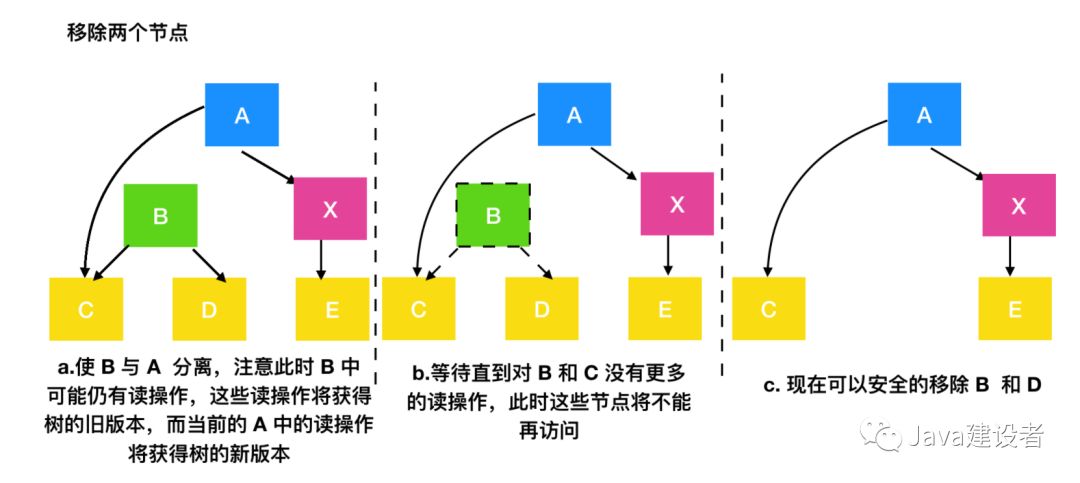 移除两个节点
A
B
X
C
D
E
a.使 B 与 A 分离，注意此时 B 中
可能仍有读操作，这些读操作将获得
树的旧版本，而当前的 A 中的读操作
将获得树的新版本
A
B
X
C
D
E
b.等待直到对 B 和 C 没有更多
的读操作，此时这些节点将不能
再访问
A
X
C
E
c. 现在可以安全的移除 B 和 D
Java建设者